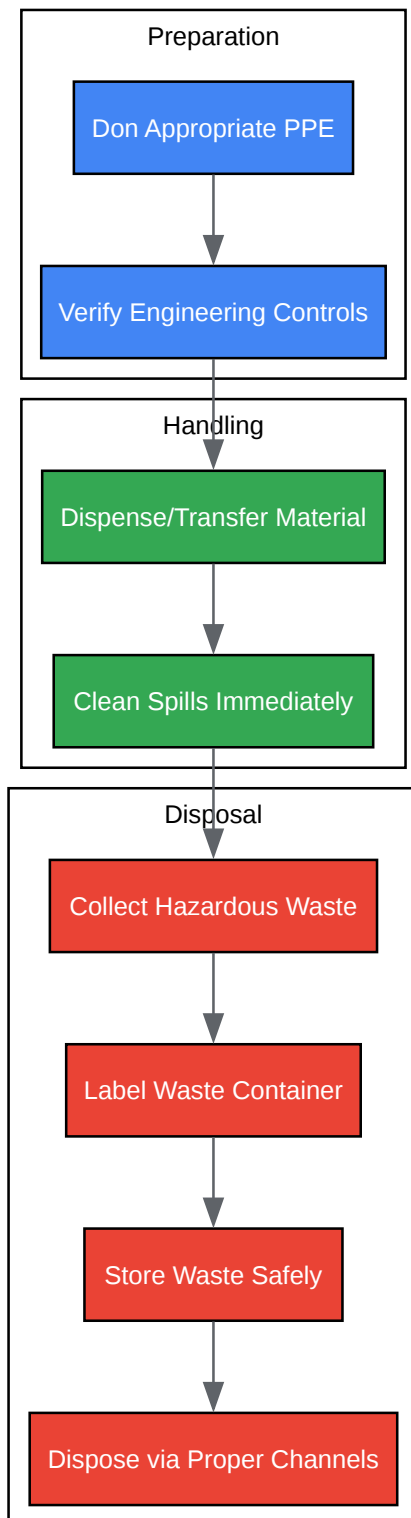 Preparation
Don Appropriate PPE
Verify Engineering Controls
Handling
Dispense/Transfer Material
Clean Spills Immediately
Disposal
Collect Hazardous Waste
Label Waste Container
Store Waste Safely
Dispose via Proper Channels